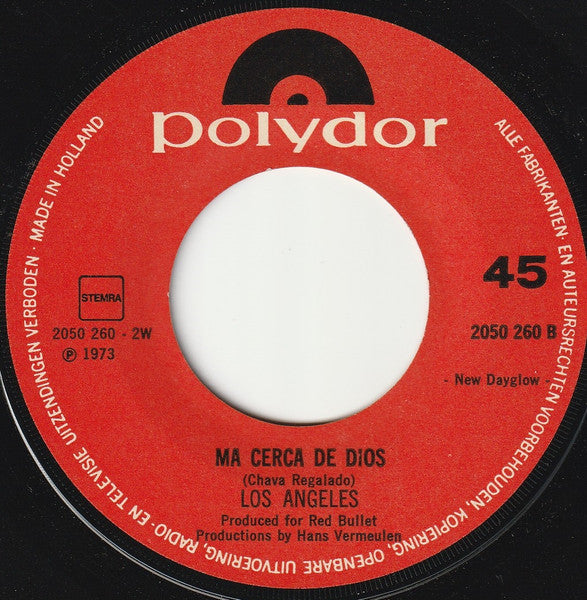 polydor
ALLE FABRIKANTEN- EN AUTEURSRECHTEN VOORBEHOUDEN, KOPIERING, OPENBARE UITVOERING, RADIO- EN TELEVISIE UITZENDINGEN VERBODEN · MADE IN HOLLAND
STEMRA
45
2050 260 - 2W
2050 260 B
℗ 1973
- New Dayglow -
MA CERCA DE DIOS
(Chava Regalado)
LOS ANGELES
Produced for Red Bullet
Productions by Hans Vermeulen